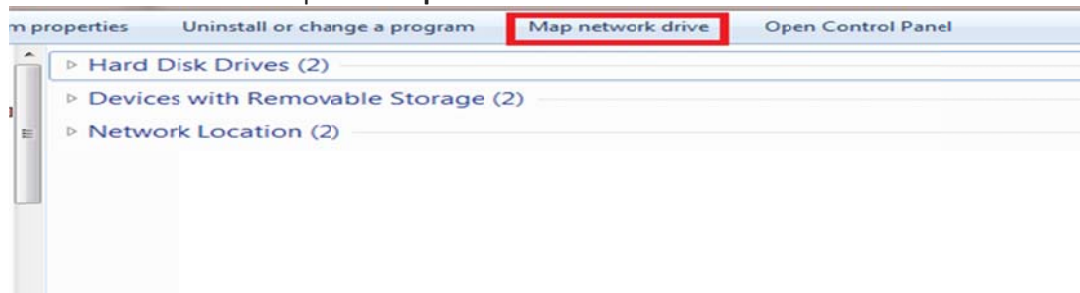 m properties Uninstall or change a program Map network drive Open Control Panel
Hard Disk Drives (2)
Devices with Removable Storage (2)
Network Location (2)